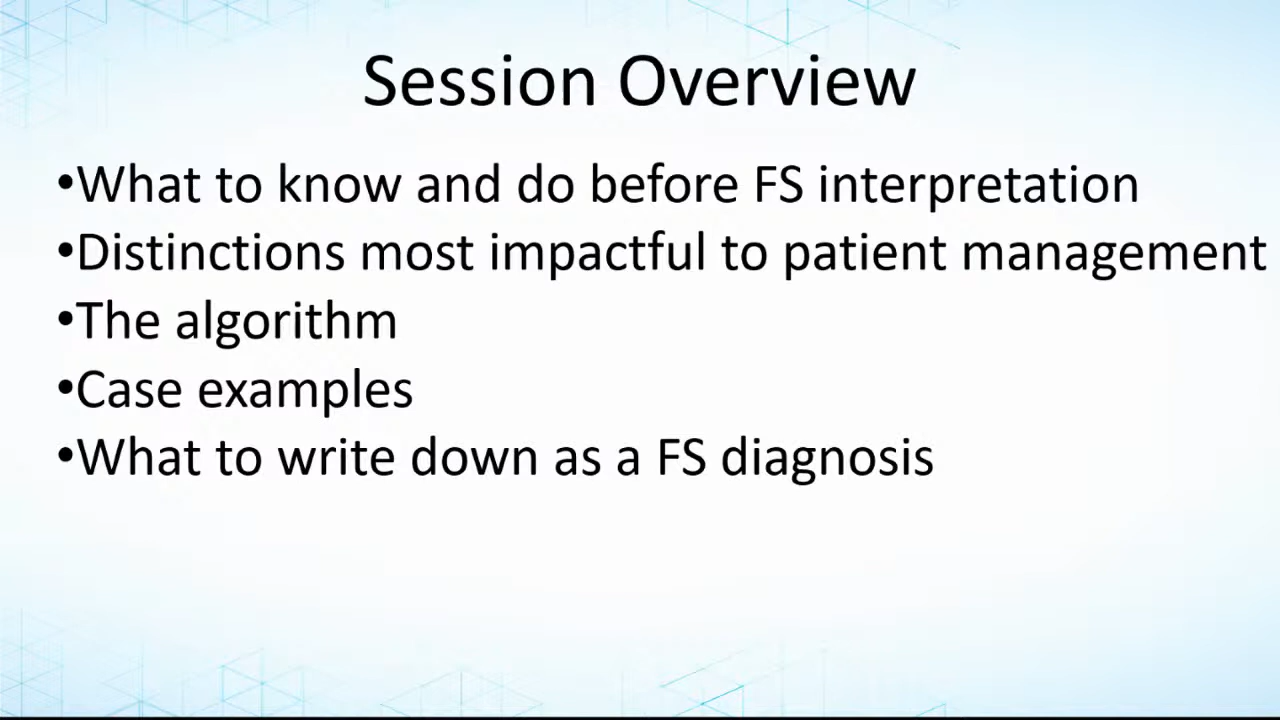 Session Overview
•What to know and do before FS interpretation
•Distinctions most impactful to patient management
•The algorithm
•Case examples
•What to write down as a FS diagnosis